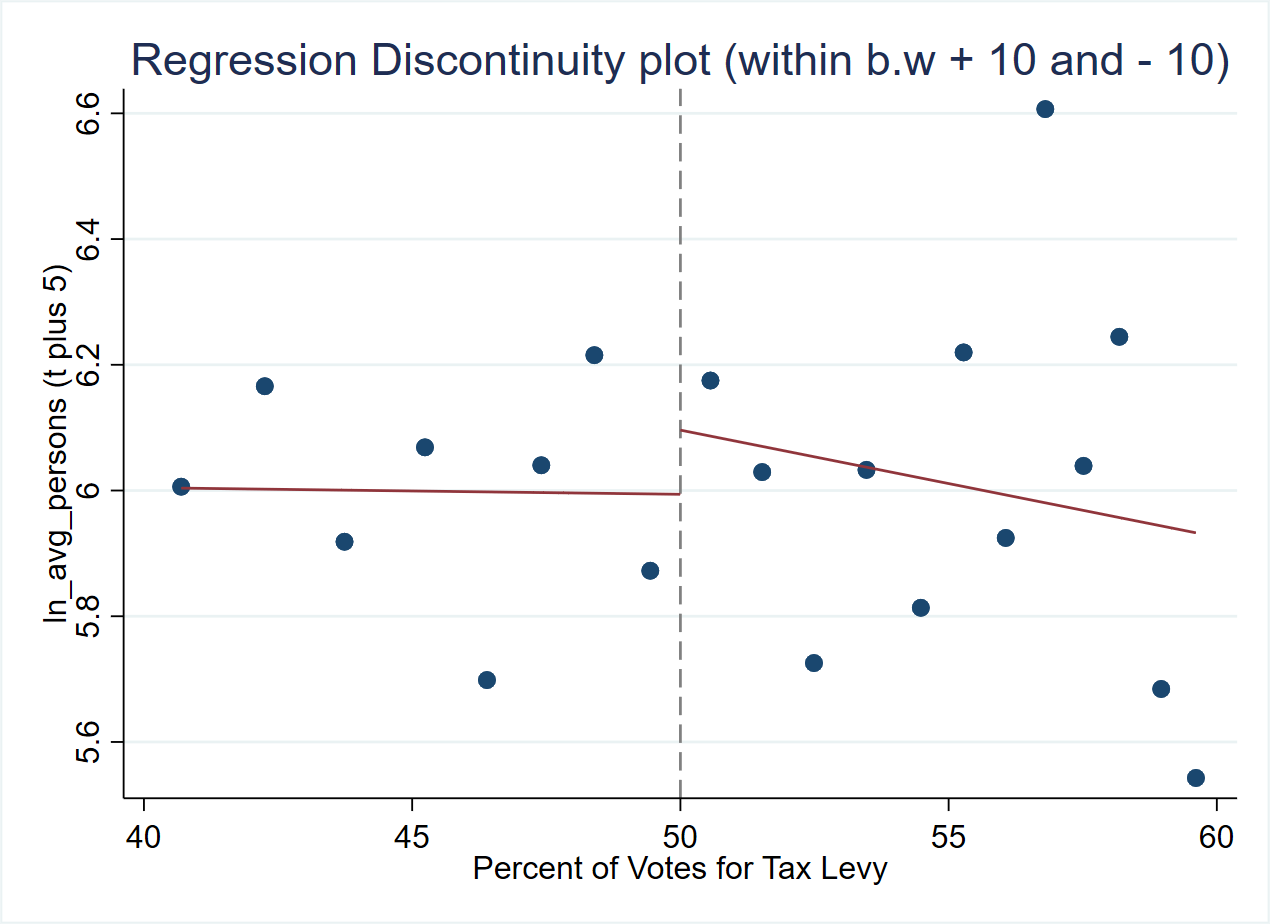 Regression Discontinuity plot (within b.w + 10 and - 10)
ln_avg_persons (t plus 5)
6.6
6.4
6.2
6
5.8
5.6
40 45 50 55 60
Percent of Votes for Tax Levy